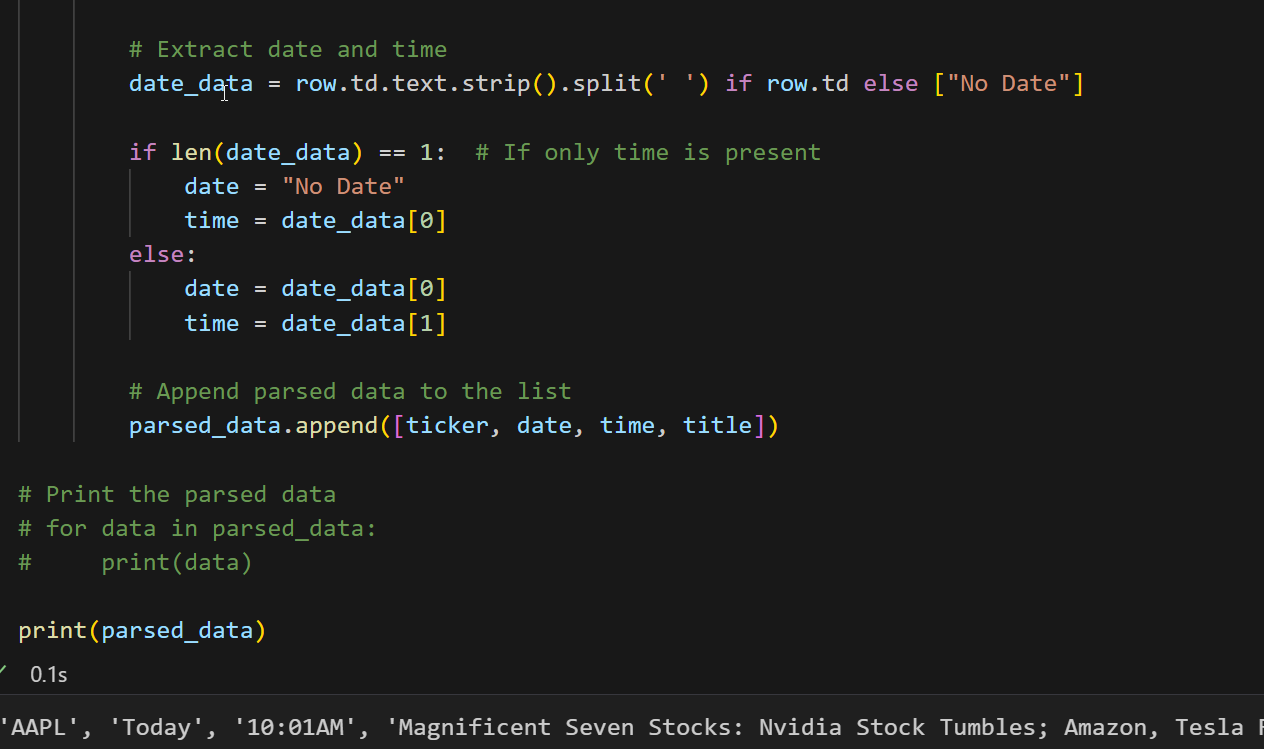 # Extract date and time
date_data = row.td.text.strip().split(' ') if row.td else ["No Date"]
if len(date_data) == 1:  # If only time is present
date = "No Date"
time = date_data[0]
else:
date = date_data[0]
time = date_data[1]
# Append parsed data to the list
parsed_data.append([ticker, date, time, title])
# Print the parsed data
# for data in parsed_data:
#     print(data)
print(parsed_data)
0.1s
'AAPL', 'Today', '10:01AM', 'Magnificent Seven Stocks: Nvidia Stock Tumbles; Amazon, Tesla